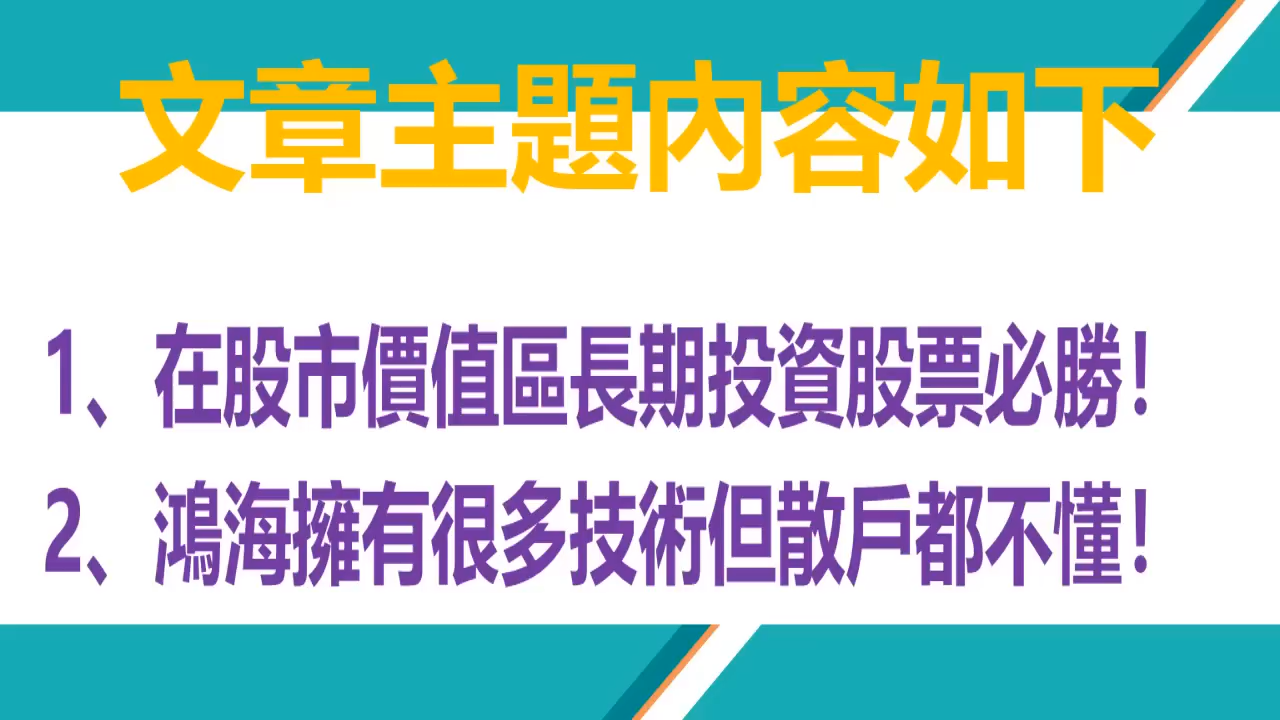 文章主題內容如下
1、在股市價值區長期投資股票必勝！
2、鴻海擁有很多技術但散戶都不懂！